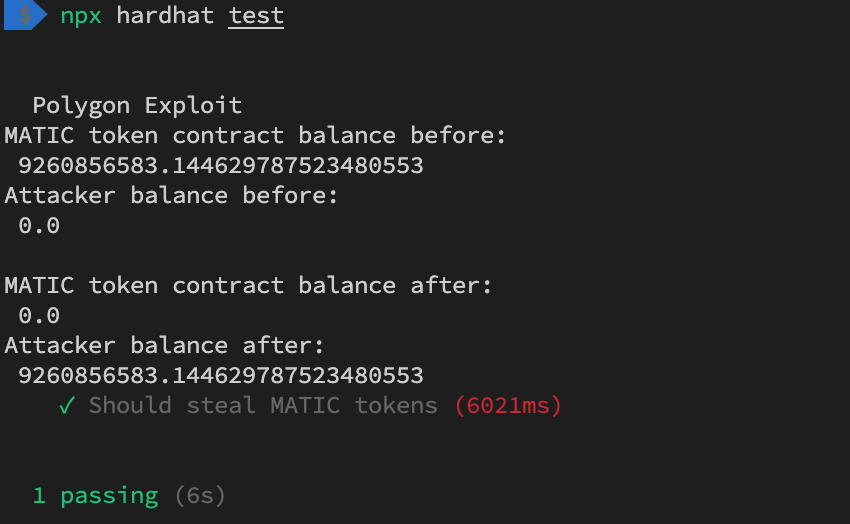 $ npx hardhat test
Polygon Exploit
MATIC token contract balance before:
9260856583.144629787523480553
Attacker balance before:
0.0
MATIC token contract balance after:
0.0
Attacker balance after:
9260856583.144629787523480553
✓ Should steal MATIC tokens (6021ms)
1 passing (6s)